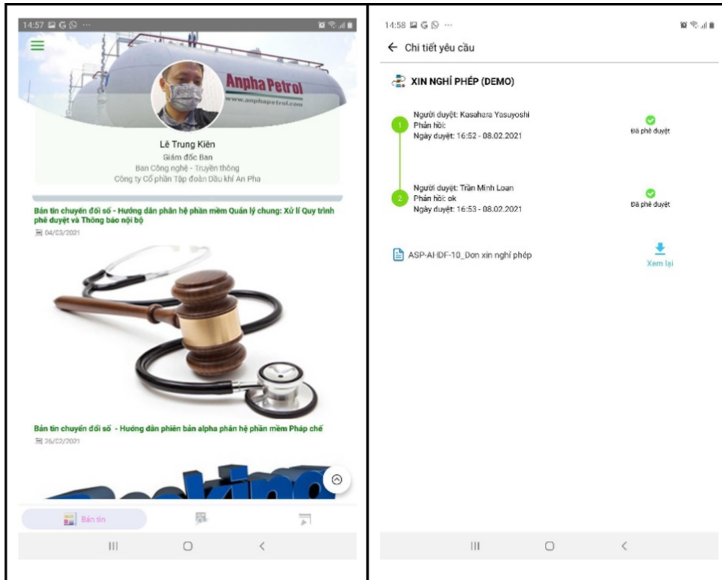 14:57
Anpha Petrol
www.anphapetrol.com
Lê Trung Kiên
Giám đốc Ban
Ban Công nghệ - Truyền thông
Công ty Cổ phần Tập đoàn Dầu khí An Pha
Bản tin chuyển đổi số - Hướng dẫn phân hệ phần mềm Quản lý chung: Xử lí Quy trình
phê duyệt và Thông báo nội bộ
04/03/2021
Bản tin chuyển đổi số - Hướng dẫn phiên bản alpha phân hệ phần mềm Pháp chế
26/02/2021
Bản tin
14:58
Chi tiết yêu cầu
XIN NGHỈ PHÉP (DEMO)
1
Người duyệt: Kasahara Yasuyoshi
Phản hồi:
Ngày duyệt: 16:52 - 08.02.2021
Đã phê duyệt
2
Người duyệt: Trần Minh Loan
Phản hồi: ok
Ngày duyệt: 16:53 - 08.02.2021
Đã phê duyệt
ASP-AHDF-10_Đơn xin nghỉ phép
Xem lại